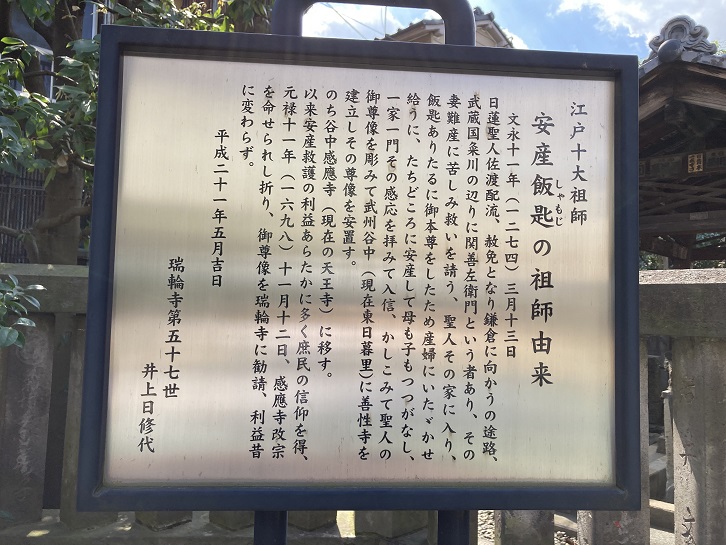 江戸十大祖師
安産飯匙の祖師由来
しゃもじ
文永十一年（一二七四）三月十三日
日蓮聖人佐渡配流、赦免となり鎌倉に向かうの途路、
武蔵国粂川の辺りに関善左衛門という者あり、その
妻難産に苦しみ救いを請う、聖人その家に入り、
飯匙ありたるに御本尊をしたため産婦にいたゞかせ
給うに、たちどころに安産して母も子もつつがなし、
一家一門その感応を拝みて入信、かしこみて聖人の
御尊像を彫みて武州谷中（現在東日暮里）に善性寺を
建立しその尊像を安置す。
のち谷中感應寺（現在の天王寺）に移す。
以来安産救護の利益あらたかに多く庶民の信仰を得、
元禄十一年（一六九八）十一月十二日、感應寺改宗
を命せられし折り、御尊像を瑞輪寺に勧請、利益昔
に変わらず。
平成二十一年五月吉日
瑞輪寺第五十七世
井上日修代